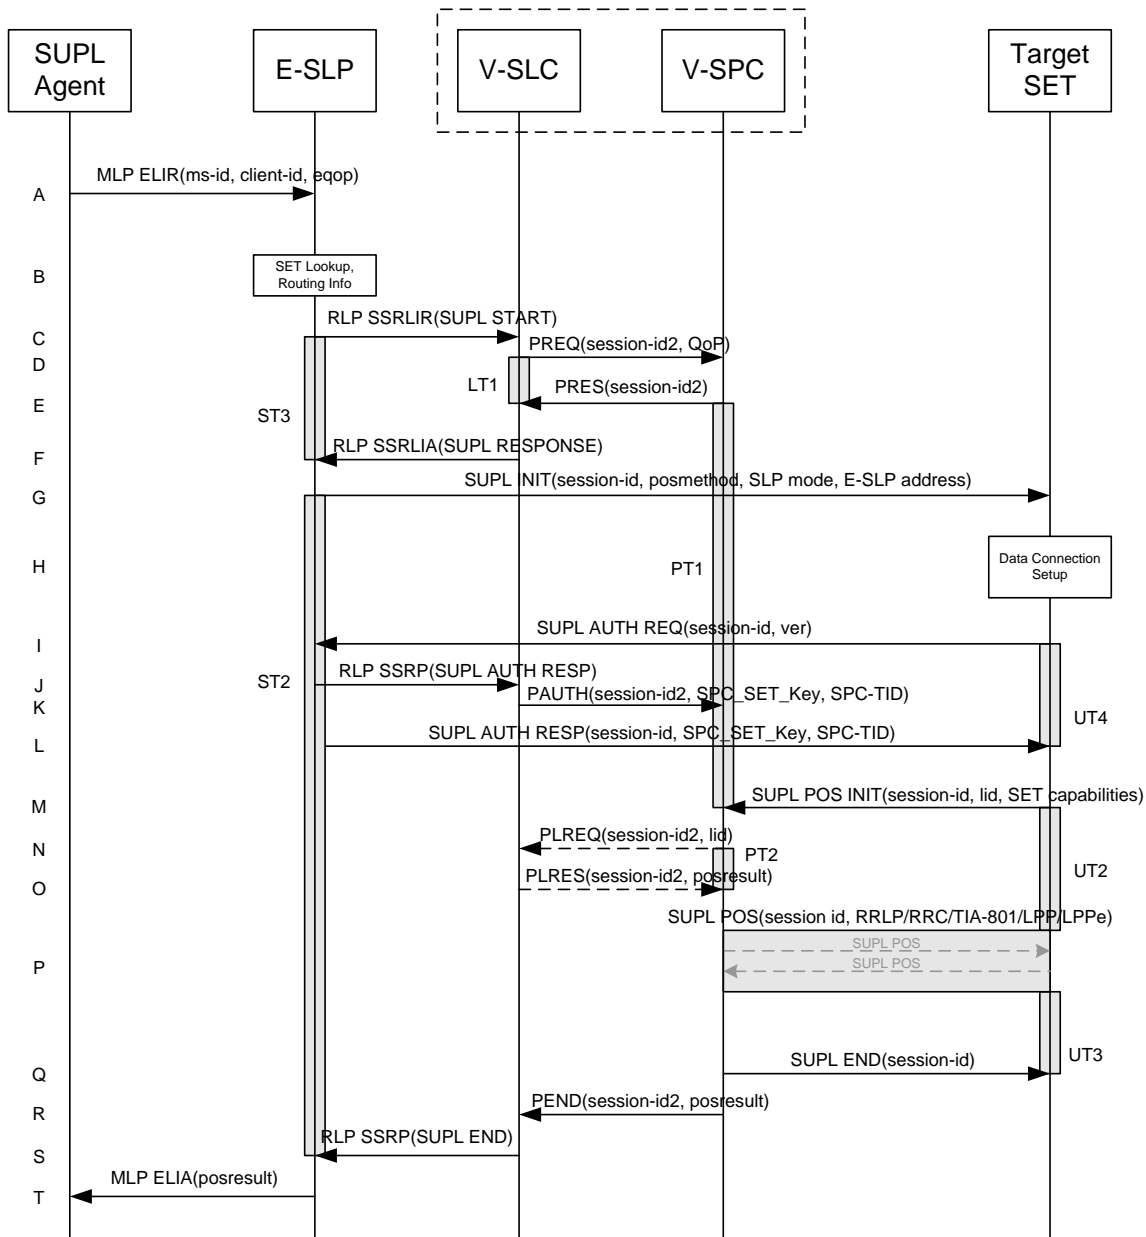 SUPL
Agent
E-SLP
V-SLC
V-SPC
Target
SET
A
MLP ELIR(ms-id, client-id, eqop)
B
SET Lookup,
Routing Info
C
RLP SSRLIR(SUPL START)
D
PREQ(session-id2, QoP)
LT1
E
PRES(session-id2)
ST3
F
RLP SSRLIA(SUPL RESPONSE)
G
SUPL INIT(session-id, posmethod, SLP mode, E-SLP address)
H
PT1
Data Connection
Setup
I
SUPL AUTH REQ(session-id, ver)
J
ST2
RLP SSRP(SUPL AUTH RESP)
K
PAUTH(session-id2, SPC_SET_Key, SPC-TID)
UT4
L
SUPL AUTH RESP(session-id, SPC_SET_Key, SPC-TID)
M
SUPL POS INIT(session-id, lid, SET capabilities)
N
PLREQ(session-id2, lid)
PT2
O
PLRES(session-id2, posresult)
UT2
SUPL POS(session id, RRLP/RRC/TIA-801/LPP/LPPe)
SUPL POS
P
SUPL POS
UT3
Q
SUPL END(session-id)
R
PEND(session-id2, posresult)
S
RLP SSRP(SUPL END)
T
MLP ELIA(posresult)